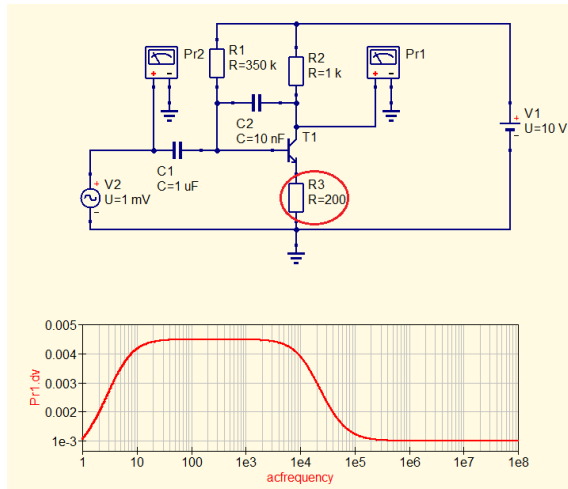 Pr2
R1
R=350 k
R2
R=1 k
Pr1
+ -
+ -
C2
C=10 nF
T1
V1
U=10 V
+
-
C1
C=1 uF
V2
U=1 mV
+
-
R3
R=200
0.005
0.004
0.003
0.002
1e-3
Pr1.dv
1 10 100 1e3 1e4 1e5 1e6 1e7 1e8
acfrequency